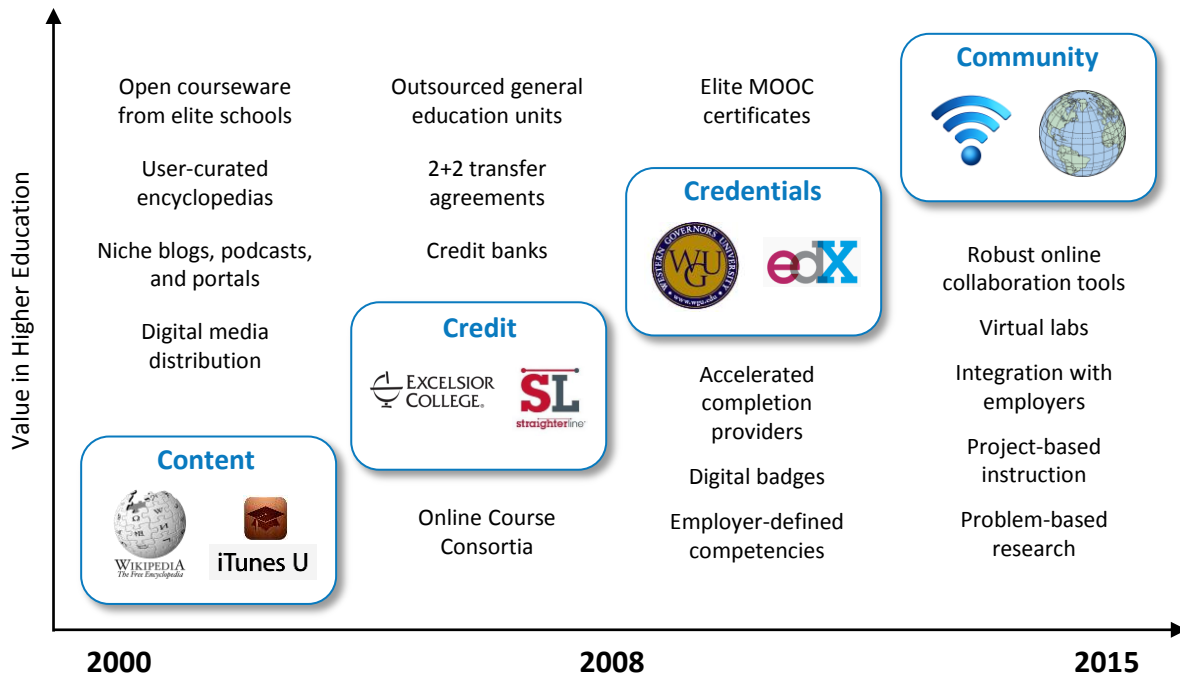 Value in Higher Education
Open courseware
from elite schools
User-curated
encyclopedias
Niche blogs, podcasts,
and portals
Digital media
distribution
Content
WIKIPEDIA
The Free Encyclopedia
iTunes U
Outsourced general
education units
2+2 transfer
agreements
Credit banks
Credit
EXCELSIOR
COLLEGE®
SL
straighterline
Online Course
Consortia
Elite MOOC
certificates
Credentials
WESTERN GOVERNORS UNIVERSITY
WGU
www.wgu.edu
edX
Accelerated
completion
providers
Digital badges
Employer-defined
competencies
Community
Robust online
collaboration tools
Virtual labs
Integration with
employers
Project-based
instruction
Problem-based
research
2000
2008
2015